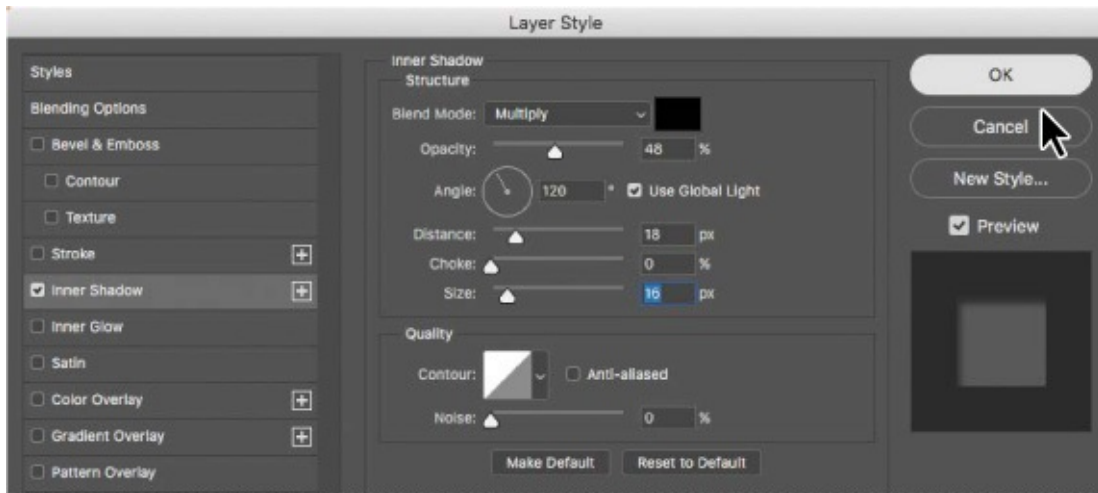 Layer Style
Styles
Blending Options
Bevel & Emboss
Contour
Texture
Stroke
Inner Shadow
Inner Glow
Satin
Color Overlay
Gradient Overlay
Pattern Overlay
Inner Shadow
Structure
Blend Mode: Multiply
Opacity: 48 %
Angle: 120 ° Use Global Light
Distance: 18 px
Choke: 0 %
Size: 16 px
Quality
Contour: Anti-aliased
Noise: 0 %
Make Default Reset to Default
OK
Cancel
New Style...
Preview